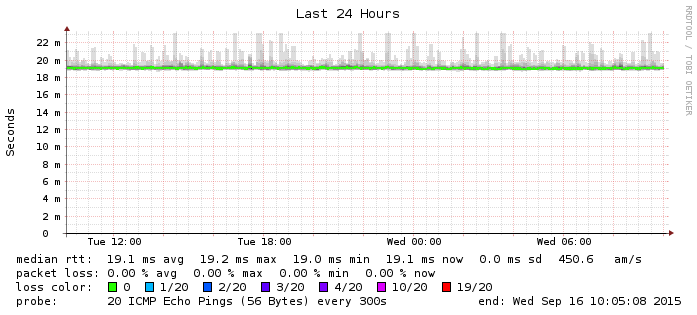 Last 24 Hours
RRDTOOL / TOBI OETIKER
Seconds
22 m
20 m
18 m
16 m
14 m
12 m
10 m
8 m
6 m
4 m
2 m
0
Tue 12:00 Tue 18:00 Wed 00:00 Wed 06:00
median rtt: 19.1 ms avg 19.2 ms max 19.0 ms min 19.1 ms now 0.0 ms sd 450.6 am/s
packet loss: 0.00 % avg 0.00 % max 0.00 % min 0.00 % now
loss color: 0 1/20 2/20 3/20 4/20 10/20 19/20
probe: 20 ICMP Echo Pings (56 Bytes) every 300s end: Wed Sep 16 10:05:08 2015